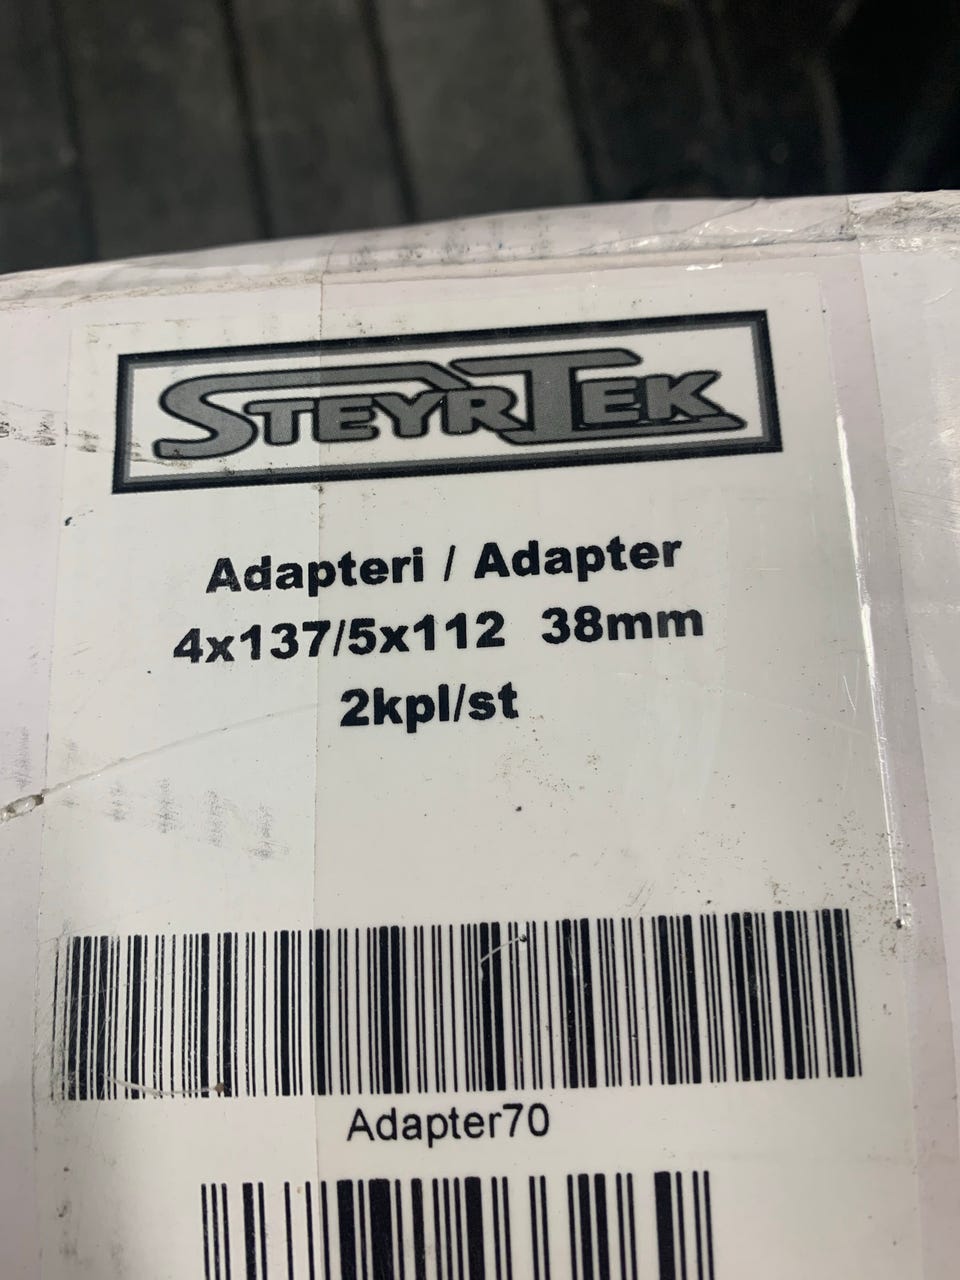 STEYRTEK
Adapteri / Adapter
4x137/5x112 38mm
2kpl/st
Adapter70